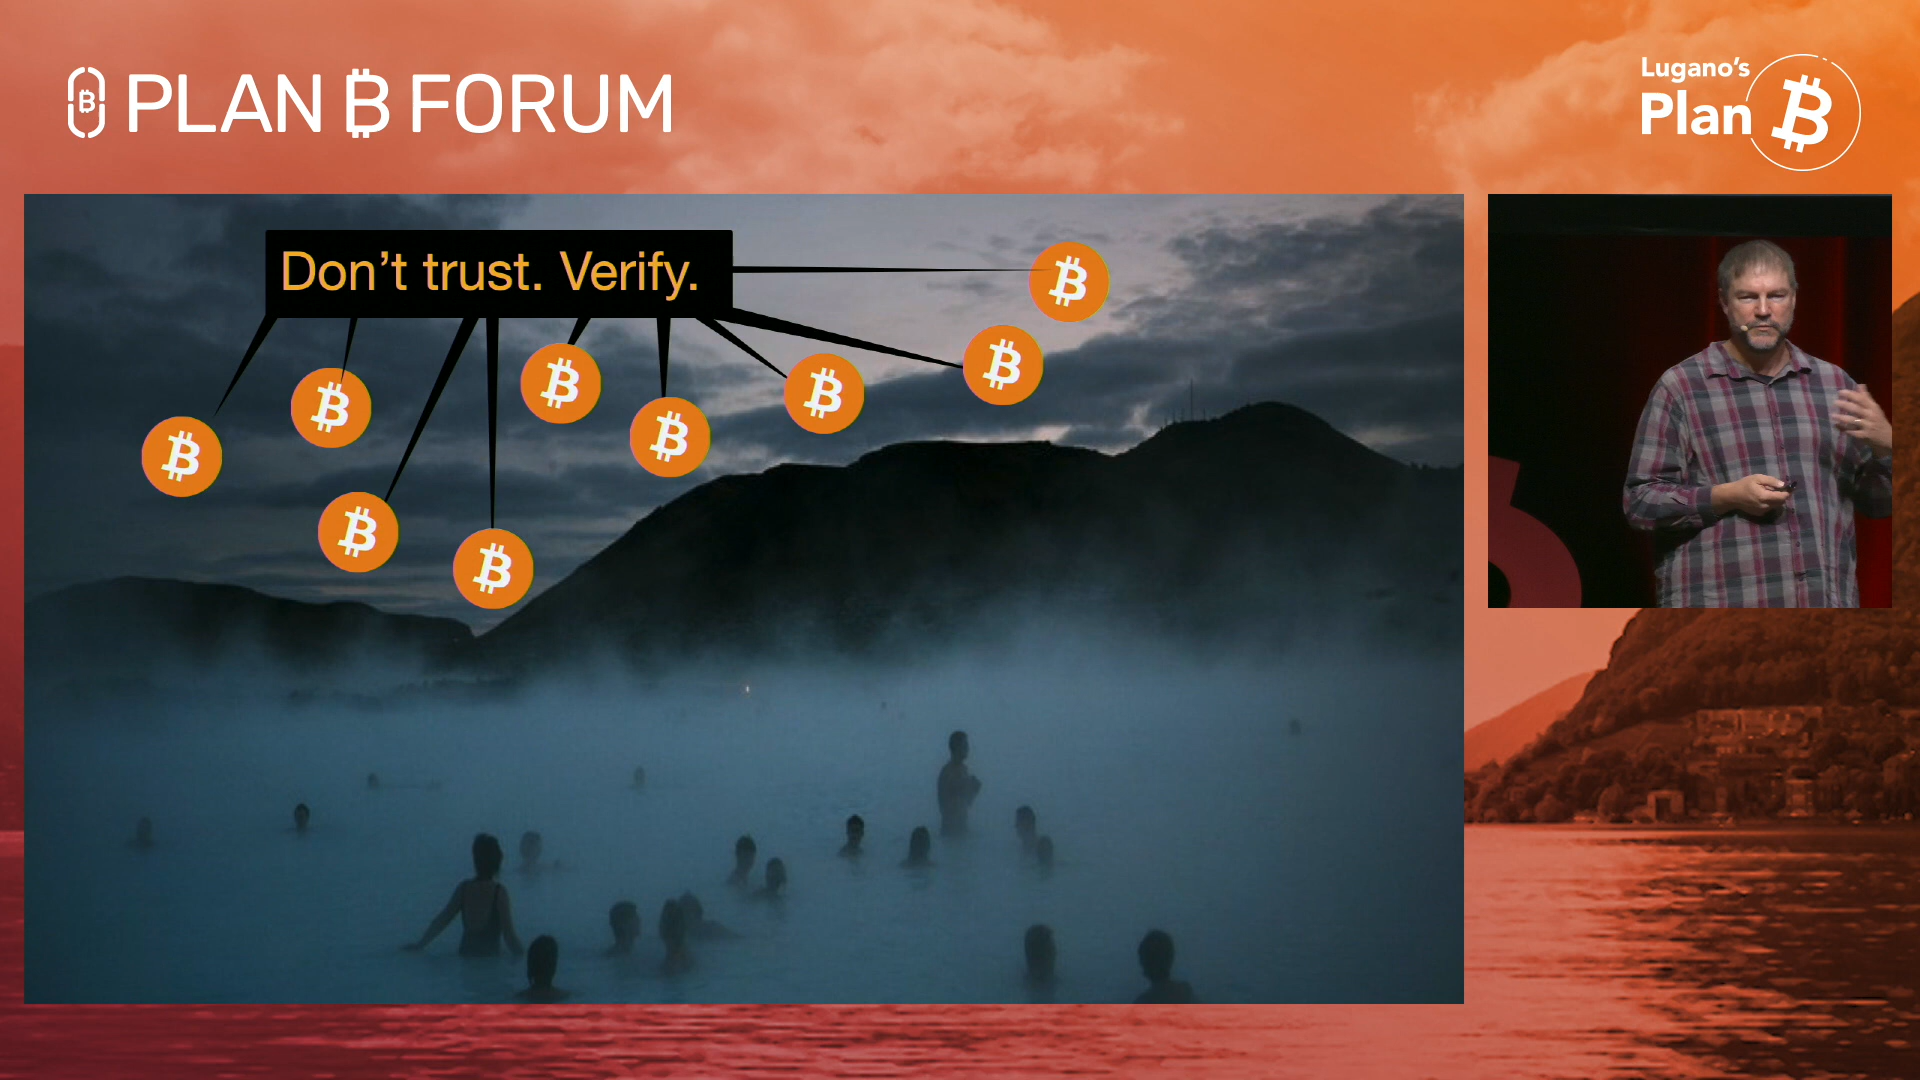 PLAN ₿ FORUM
Lugano's
Plan ₿
Don't trust. Verify.